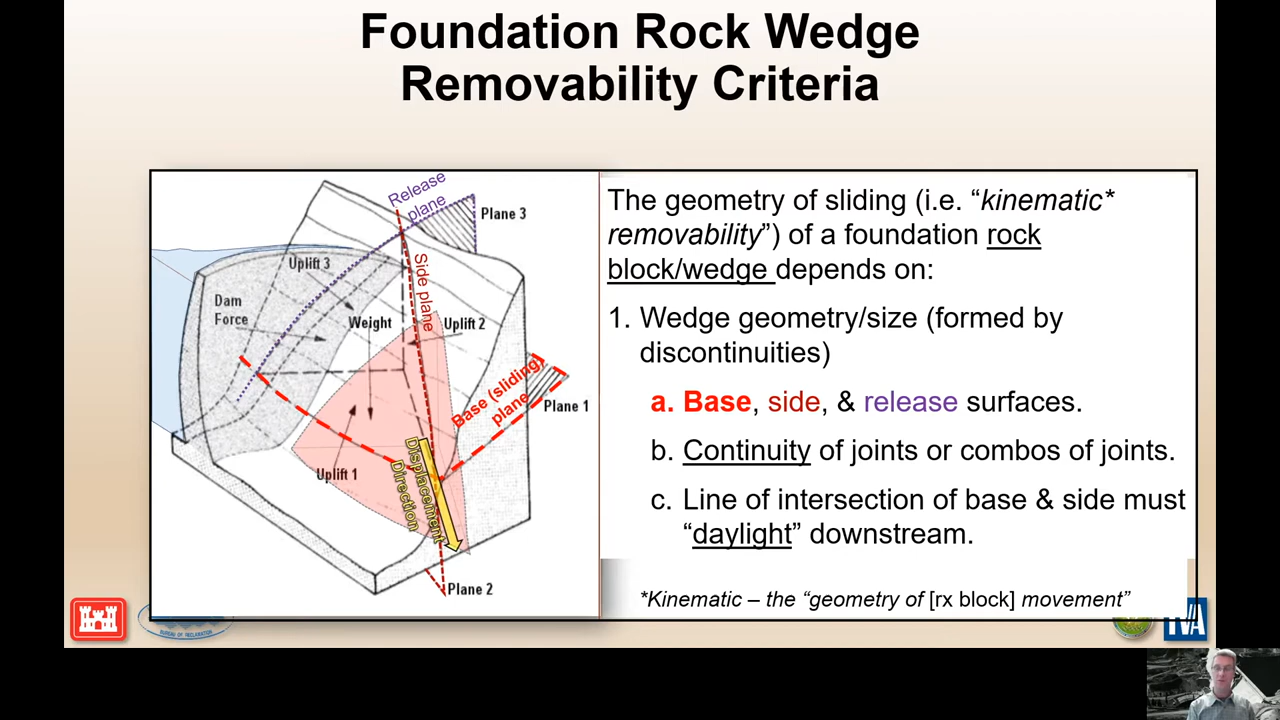 Foundation Rock Wedge
Removability Criteria
Release
plane
Plane 3
Uplift 3
Side plane
Dam
Force
Weight
Uplift 2
Base (sliding)
plane
Plane 1
Uplift 1
Displacement
Direction
Plane 2
The geometry of sliding (i.e. “kinematic*
removability”) of a foundation rock
block/wedge depends on:
1. Wedge geometry/size (formed by
discontinuities)
a. Base, side, & release surfaces.
b. Continuity of joints or combos of joints.
c. Line of intersection of base & side must
“daylight” downstream.
*Kinematic – the “geometry of [rx block] movement”
BUREAU OF RECLAMATION
TVA